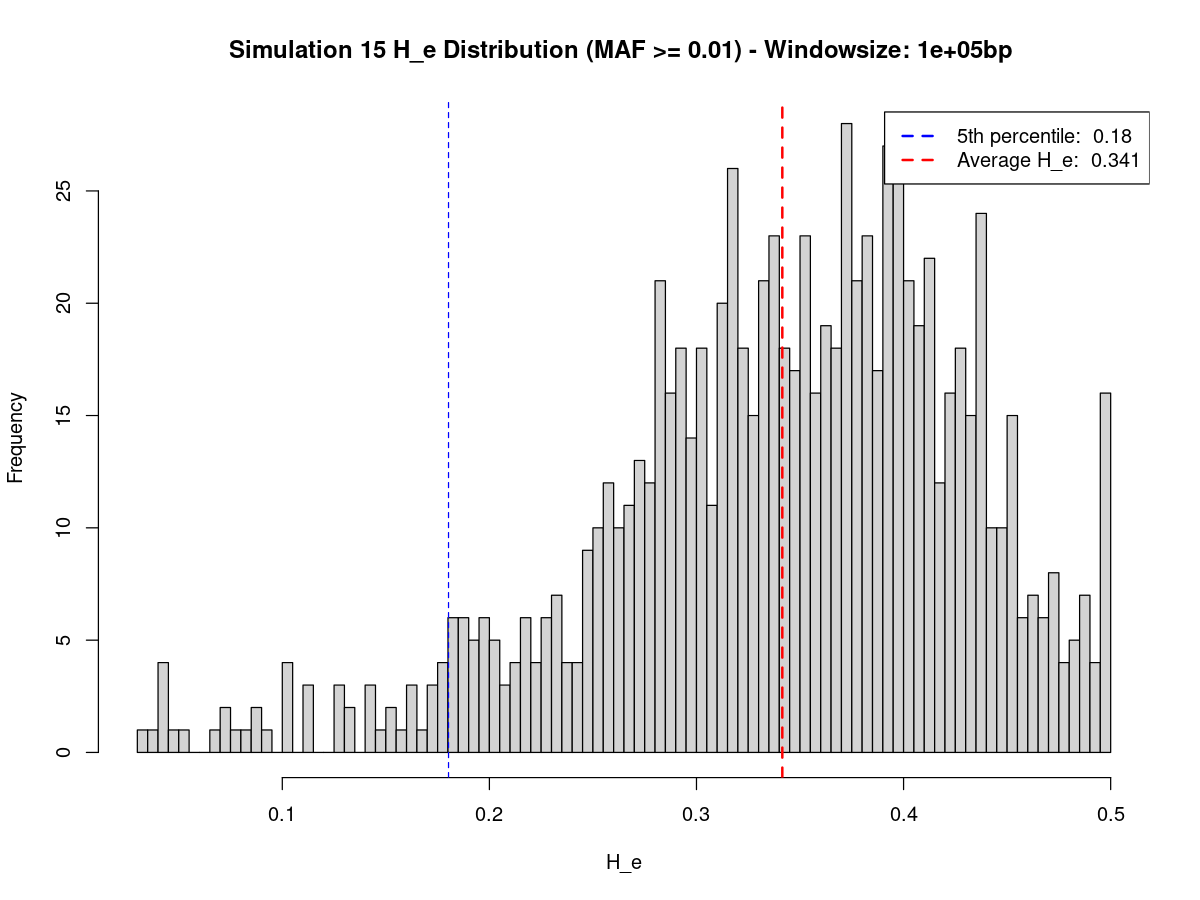 Simulation 15 H_e Distribution (MAF >= 0.01) - Windowsize: 1e+05bp
5th percentile:  0.18
Average H_e:  0.341
Frequency
25
20
15
10
5
0
0.1
0.2
0.3
0.4
0.5
H_e